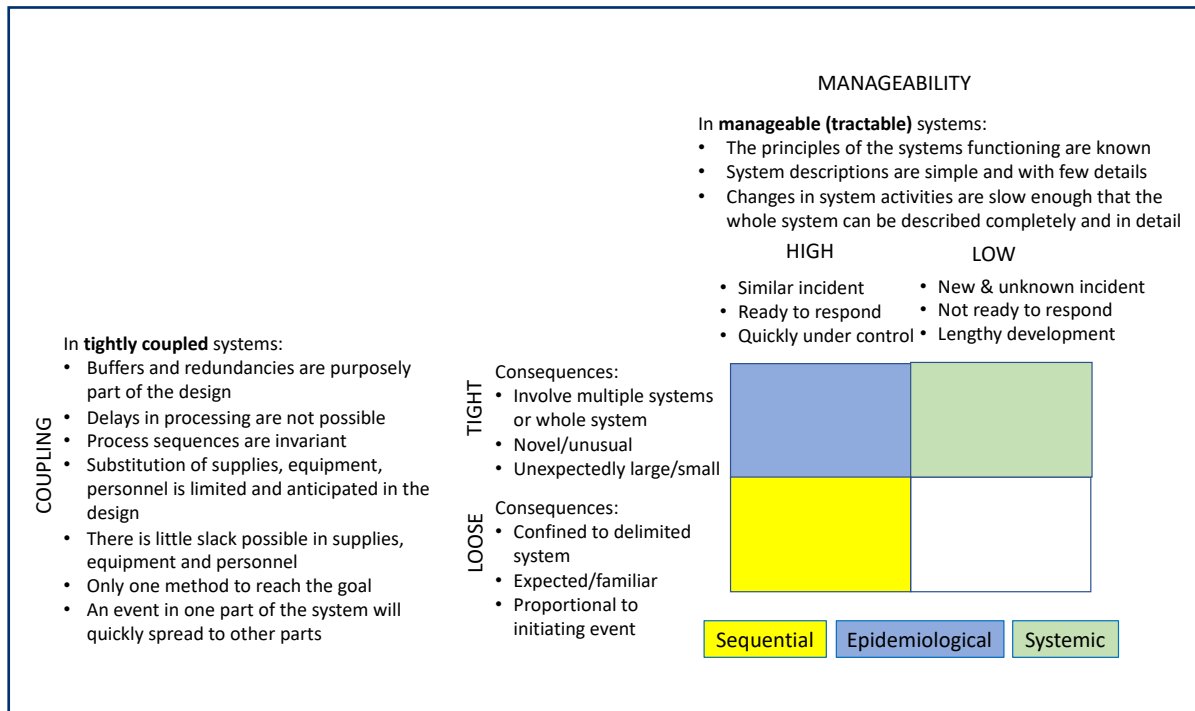 MANAGEABILITY
In manageable (tractable) systems:
• The principles of the systems functioning are known
• System descriptions are simple and with few details
• Changes in system activities are slow enough that the
whole system can be described completely and in detail
HIGH
• Similar incident
• Ready to respond
• Quickly under control
LOW
• New & unknown incident
• Not ready to respond
• Lengthy development
COUPLING
In tightly coupled systems:
• Buffers and redundancies are purposely
part of the design
• Delays in processing are not possible
• Process sequences are invariant
• Substitution of supplies, equipment,
personnel is limited and anticipated in the
design
• There is little slack possible in supplies,
equipment and personnel
• Only one method to reach the goal
• An event in one part of the system will
quickly spread to other parts
TIGHT
Consequences:
• Involve multiple systems
or whole system
• Novel/unusual
• Unexpectedly large/small
LOOSE
Consequences:
• Confined to delimited
system
• Expected/familiar
• Proportional to
initiating event
Sequential
Epidemiological
Systemic